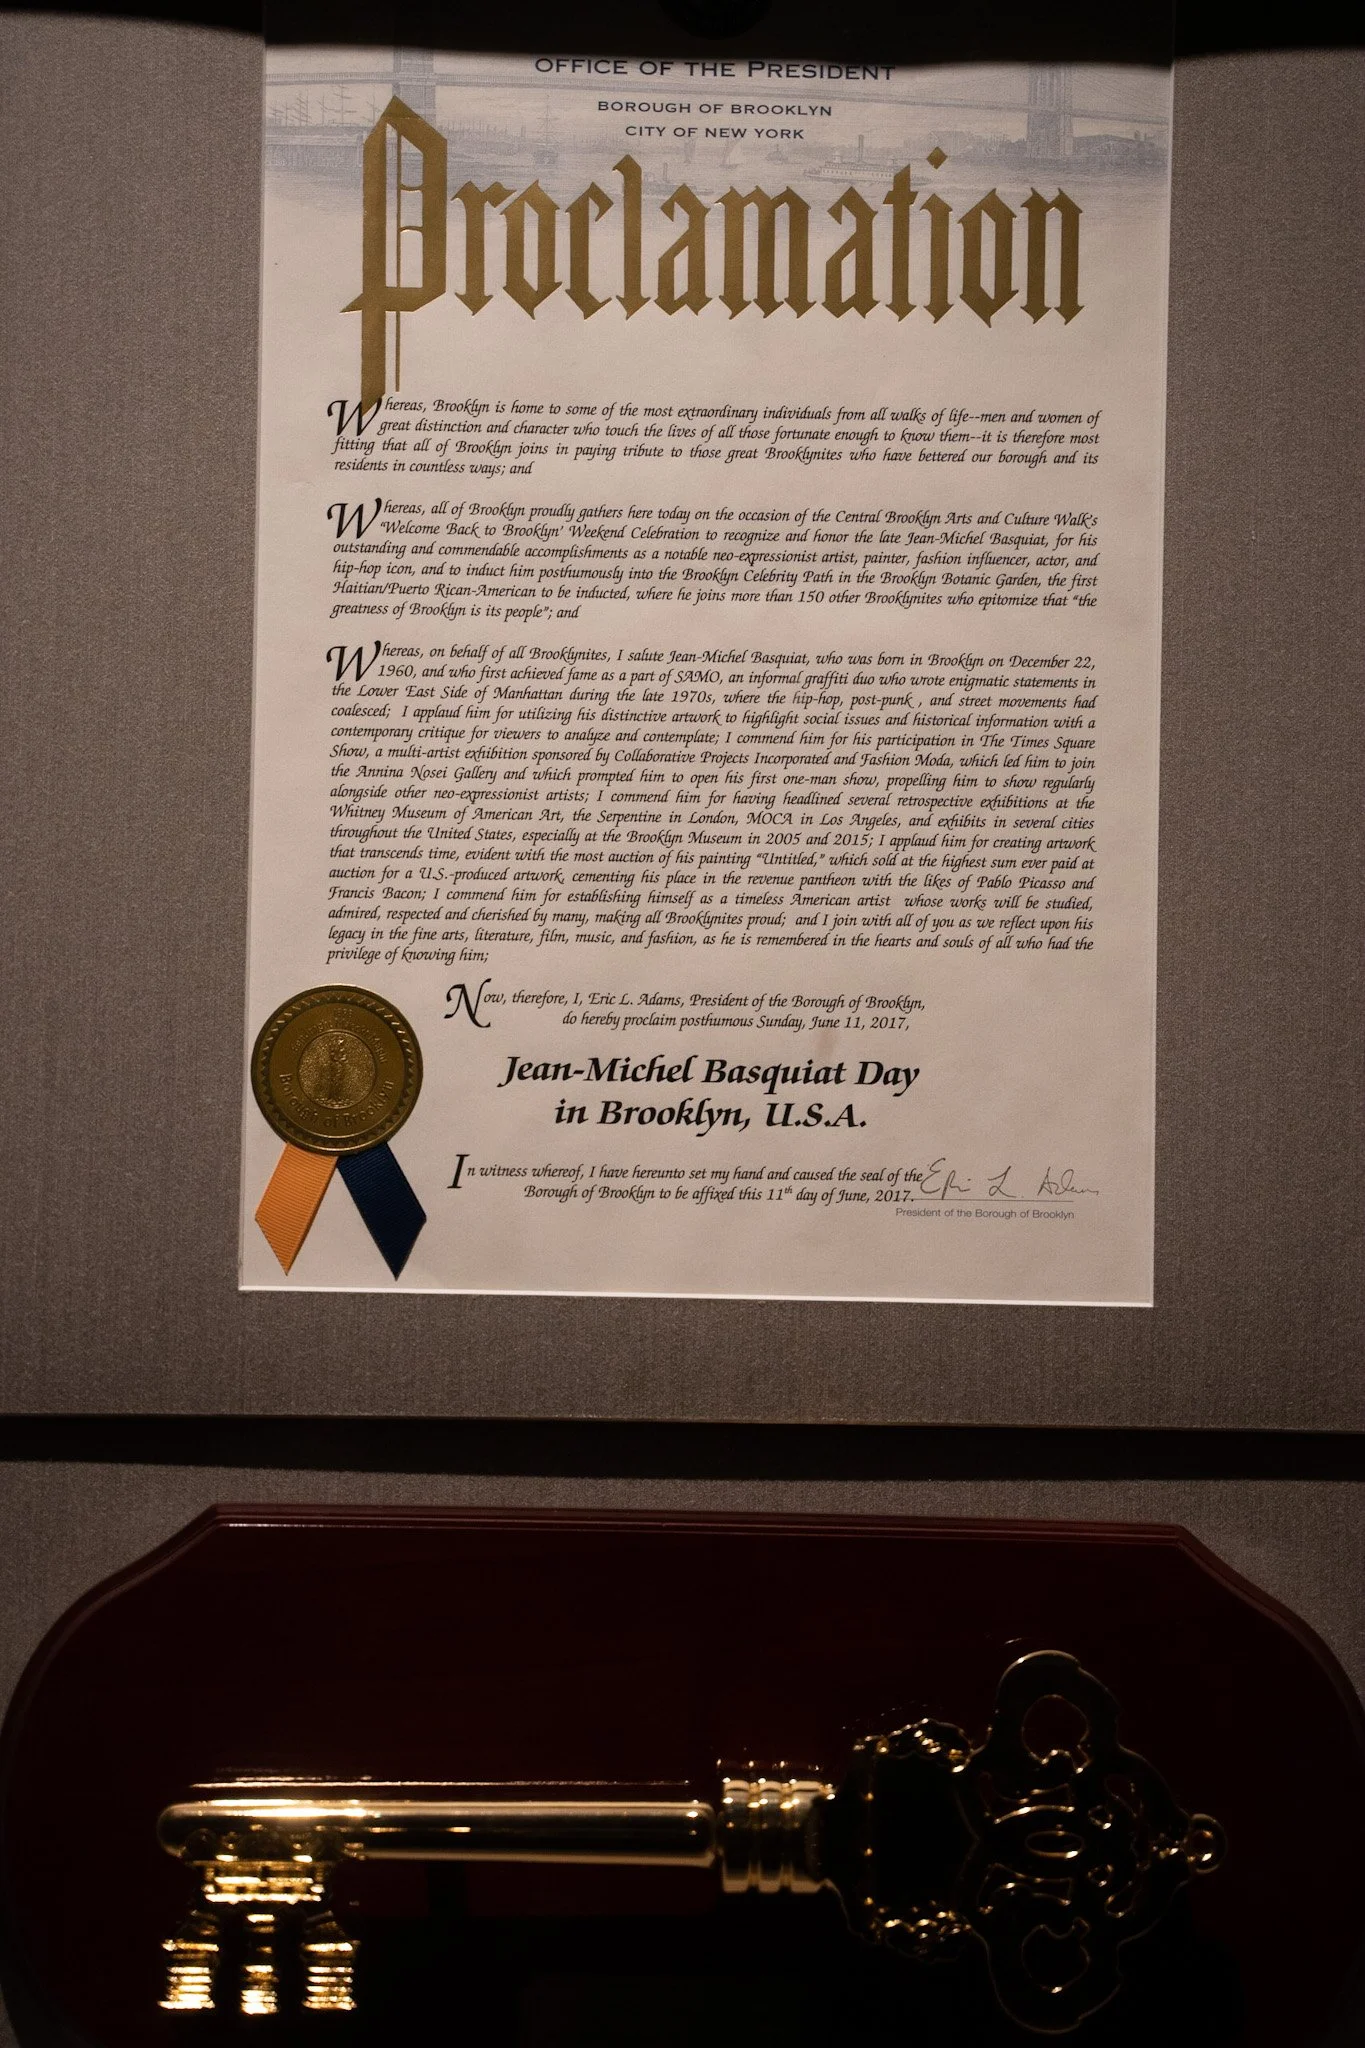 OFFICE OF THE PRESIDENT
BOROUGH OF BROOKLYN
CITY OF NEW YORK
Proclamation
Whereas, Brooklyn is home to some of the most extraordinary individuals from all walks of life--men and women of
great distinction and character who touch the lives of all those fortunate enough to know them--it is therefore most
fitting that all of Brooklyn joins in paying tribute to those great Brooklynites who have bettered our borough and its
residents in countless ways; and
Whereas, all of Brooklyn proudly gathers here today on the occasion of the Central Brooklyn Arts and Culture Walk's
"Welcome Back to Brooklyn' Weekend Celebration to recognize and honor the late Jean-Michel Basquiat, for his
outstanding and commendable accomplishments as a notable neo-expressionist artist, painter, fashion influencer, actor, and
hip-hop icon, and to induct him posthumously into the Brooklyn Celebrity Path in the Brooklyn Botanic Garden, the first
Haitian/Puerto Rican-American to be inducted, where he joins more than 150 other Brooklynites who epitomize that "the
greatness of Brooklyn is its people"; and
Whereas, on behalf of all Brooklynites, I salute Jean-Michel Basquiat, who was born in Brooklyn on December 22,
1960, and who first achieved fame as a part of SAMO, an informal graffiti duo who wrote enigmatic statements in
the Lower East Side of Manhattan during the late 1970s, where the hip-hop, post-punk , and street movements had
coalesced; I applaud him for utilizing his distinctive artwork to highlight social issues and historical information with a
contemporary critique for viewers to analyze and contemplate; I commend him for his participation in The Times Square
Show, a multi-artist exhibition sponsored by Collaborative Projects Incorporated and Fashion Moda, which led him to join
the Annina Nosei Gallery and which prompted him to open his first one-man show, propelling him to show regularly
alongside other neo-expressionist artists; I commend him for having headlined several retrospective exhibitions at the
Whitney Museum of American Art, the Serpentine in London, MOCA in Los Angeles, and exhibits in several cities
throughout the United States, especially at the Brooklyn Museum in 2005 and 2015; I applaud him for creating artwork
that transcends time, evident with the most auction of his painting "Untitled," which sold at the highest sum ever paid at
auction for a U.S.-produced artwork, cementing his place in the revenue pantheon with the likes of Pablo Picasso and
Francis Bacon; I commend him for establishing himself as a timeless American artist whose works will be studied,
admired, respected and cherished by many, making all Brooklynites proud; and I join with all of you as we reflect upon his
legacy in the fine arts, literature, film, music, and fashion, as he is remembered in the hearts and souls of all who had the
privilege of knowing him;
Now, therefore, I, Eric L. Adams, President of the Borough of Brooklyn,
do hereby proclaim posthumous Sunday, June 11, 2017,
Jean-Michel Basquiat Day
in Brooklyn, U.S.A.
In witness whereof, I have hereunto set my hand and caused the seal of the
Borough of Brooklyn to be affixed this 11th day of June, 2017.
Eric L. Adams
President of the Borough of Brooklyn
Borough of Brooklyn